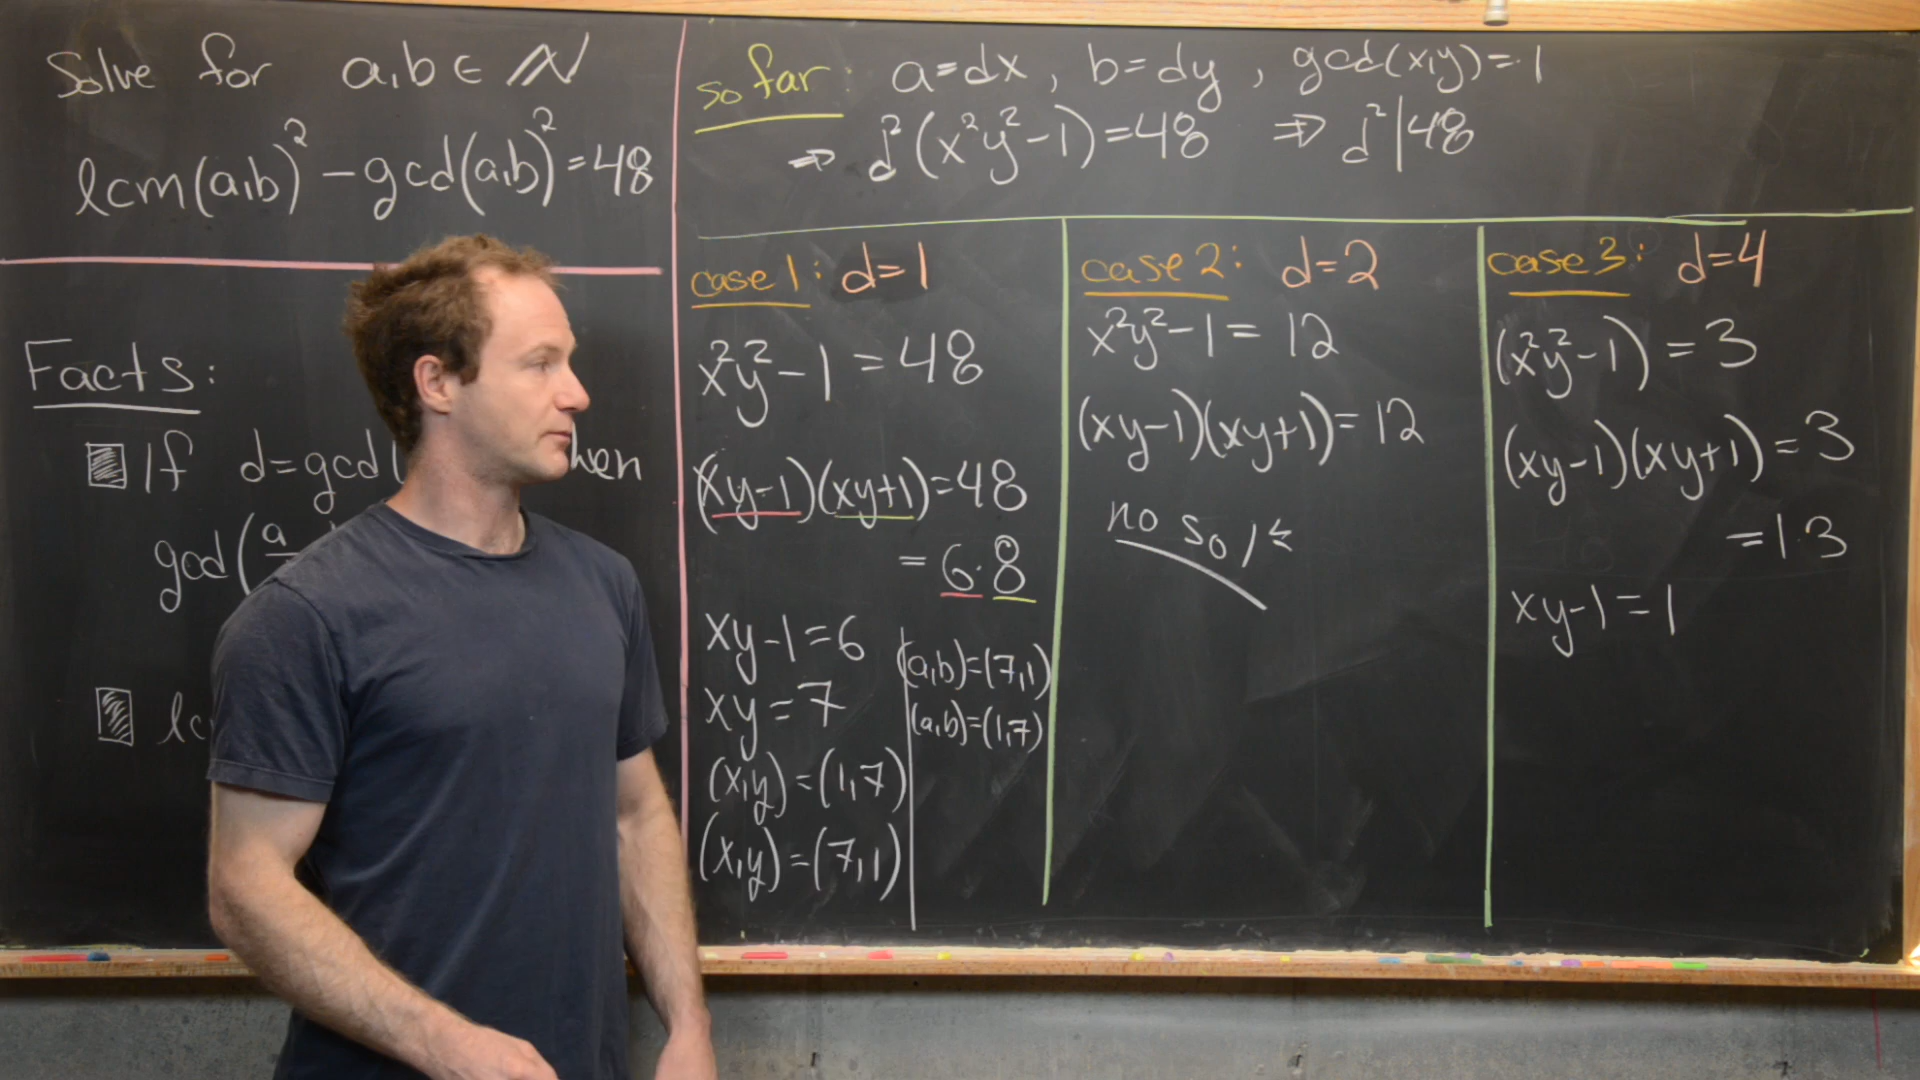 Solve for a,b ∈ ℕ
lcm(a,b)² - gcd(a,b)² = 48
Facts:
If d=gcd(
gcd(a
lc
so far: a=dx, b=dy, gcd(x,y)=1
⇒ d²(x²y²-1)=48 ⇒ d²|48
case 1: d=1
x²y²-1=48
(xy-1)(xy+1)=48
=6·8
xy-1=6
xy=7
(x,y)=(1,7)
(x,y)=(7,1)
(a,b)=(7,1)
(a,b)=(1,7)
case 2: d=2
x²y²-1=12
(xy-1)(xy+1)=12
no sol
case 3: d=4
(x²y²-1)=3
(xy-1)(xy+1)=3
=1·3
xy-1=1